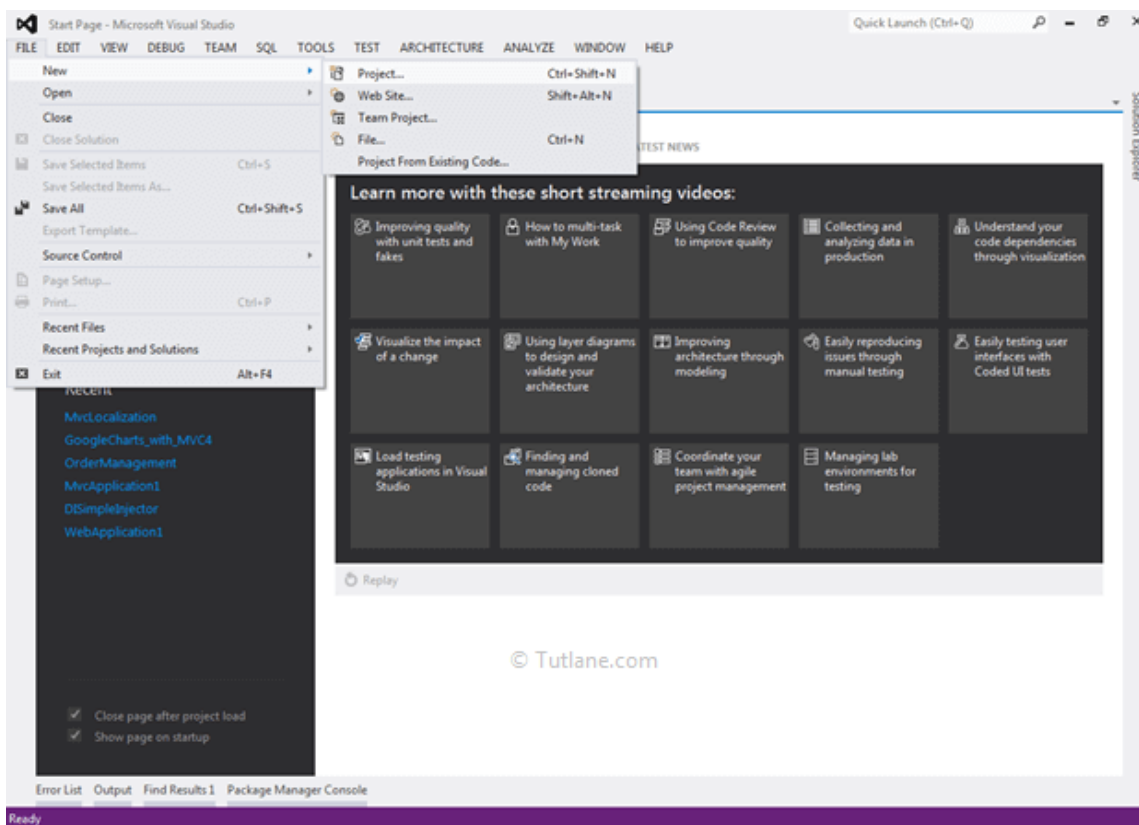 Start Page - Microsoft Visual Studio
Quick Launch (Ctrl+Q)
FILE EDIT VIEW DEBUG TEAM SQL TOOLS TEST ARCHITECTURE ANALYZE WINDOW HELP
New
Open
Close
Close Solution
Save Selected Items Ctrl+S
Save Selected Items As...
Save All Ctrl+Shift+S
Export Template...
Source Control
Page Setup...
Print... Ctrl+P
Recent Files
Recent Projects and Solutions
Exit Alt+F4
Project... Ctrl+Shift+N
Web Site... Shift+Alt+N
Team Project...
File... Ctrl+N
Project From Existing Code...
Solution Explorer
NEWS
Learn more with these short streaming videos:
Improving quality
with unit tests and
fakes
How to multi-task
with My Work
Using Code Review
to improve quality
Collecting and
analyzing data in
production
Understand your
code dependencies
through visualization
Visualize the impact
of a change
Using layer diagrams
to design and
validate your
architecture
Improving
architecture through
modeling
Easily reproducing
issues through
manual testing
Easily testing user
interfaces with
Coded UI tests
Load testing
applications in Visual
Studio
Finding and
managing cloned
code
Coordinate your
team with agile
project management
Managing lab
environments for
testing
Replay
Recent
MvcLocalization
GoogleCharts_with_MVC4
OrderManagement
MvcApplication1
DISimpleInjector
WebApplication1
© Tutlane.com
Close page after project load
Show page on startup
Error List Output Find Results 1 Package Manager Console
Ready